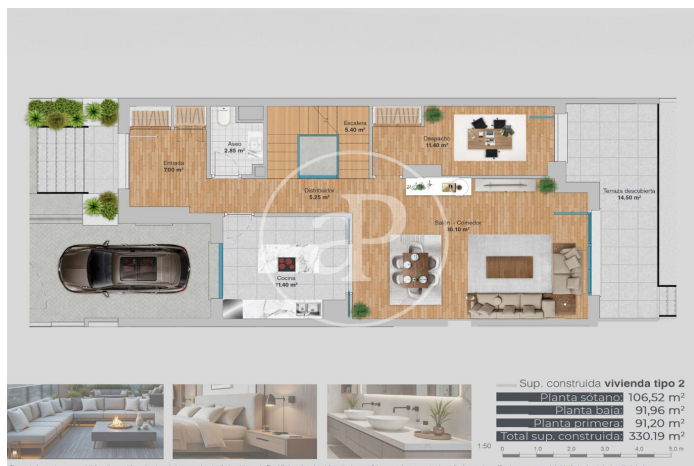 Escalera
5.40 m²
Aseo
2.85 m²
Despacho
11.60 m²
Entrada
7.00 m²
Distribuidor
5.25 m²
Terraza descubierta
14.50 m²
Salón - Comedor
30.10 m²
aP
Cocina
11.40 m²
Sup. construida vivienda tipo 2
Planta sótano: 106,52 m²
Planta baja: 91,96 m²
Planta primera: 91,20 m²
Total sup. construida: 330.19 m²
1:50
0 1,0 2,0 3,0 4,0 5,0 m